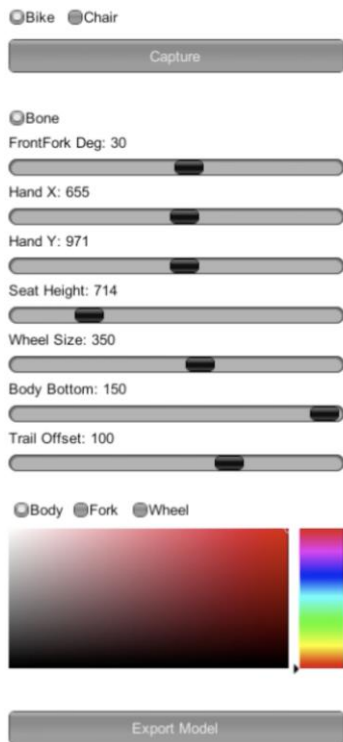 Bike Chair
Capture
Bone
FrontFork Deg: 30
Hand X: 655
Hand Y: 971
Seat Height: 714
Wheel Size: 350
Body Bottom: 150
Trail Offset: 100
Body Fork Wheel
Export Model